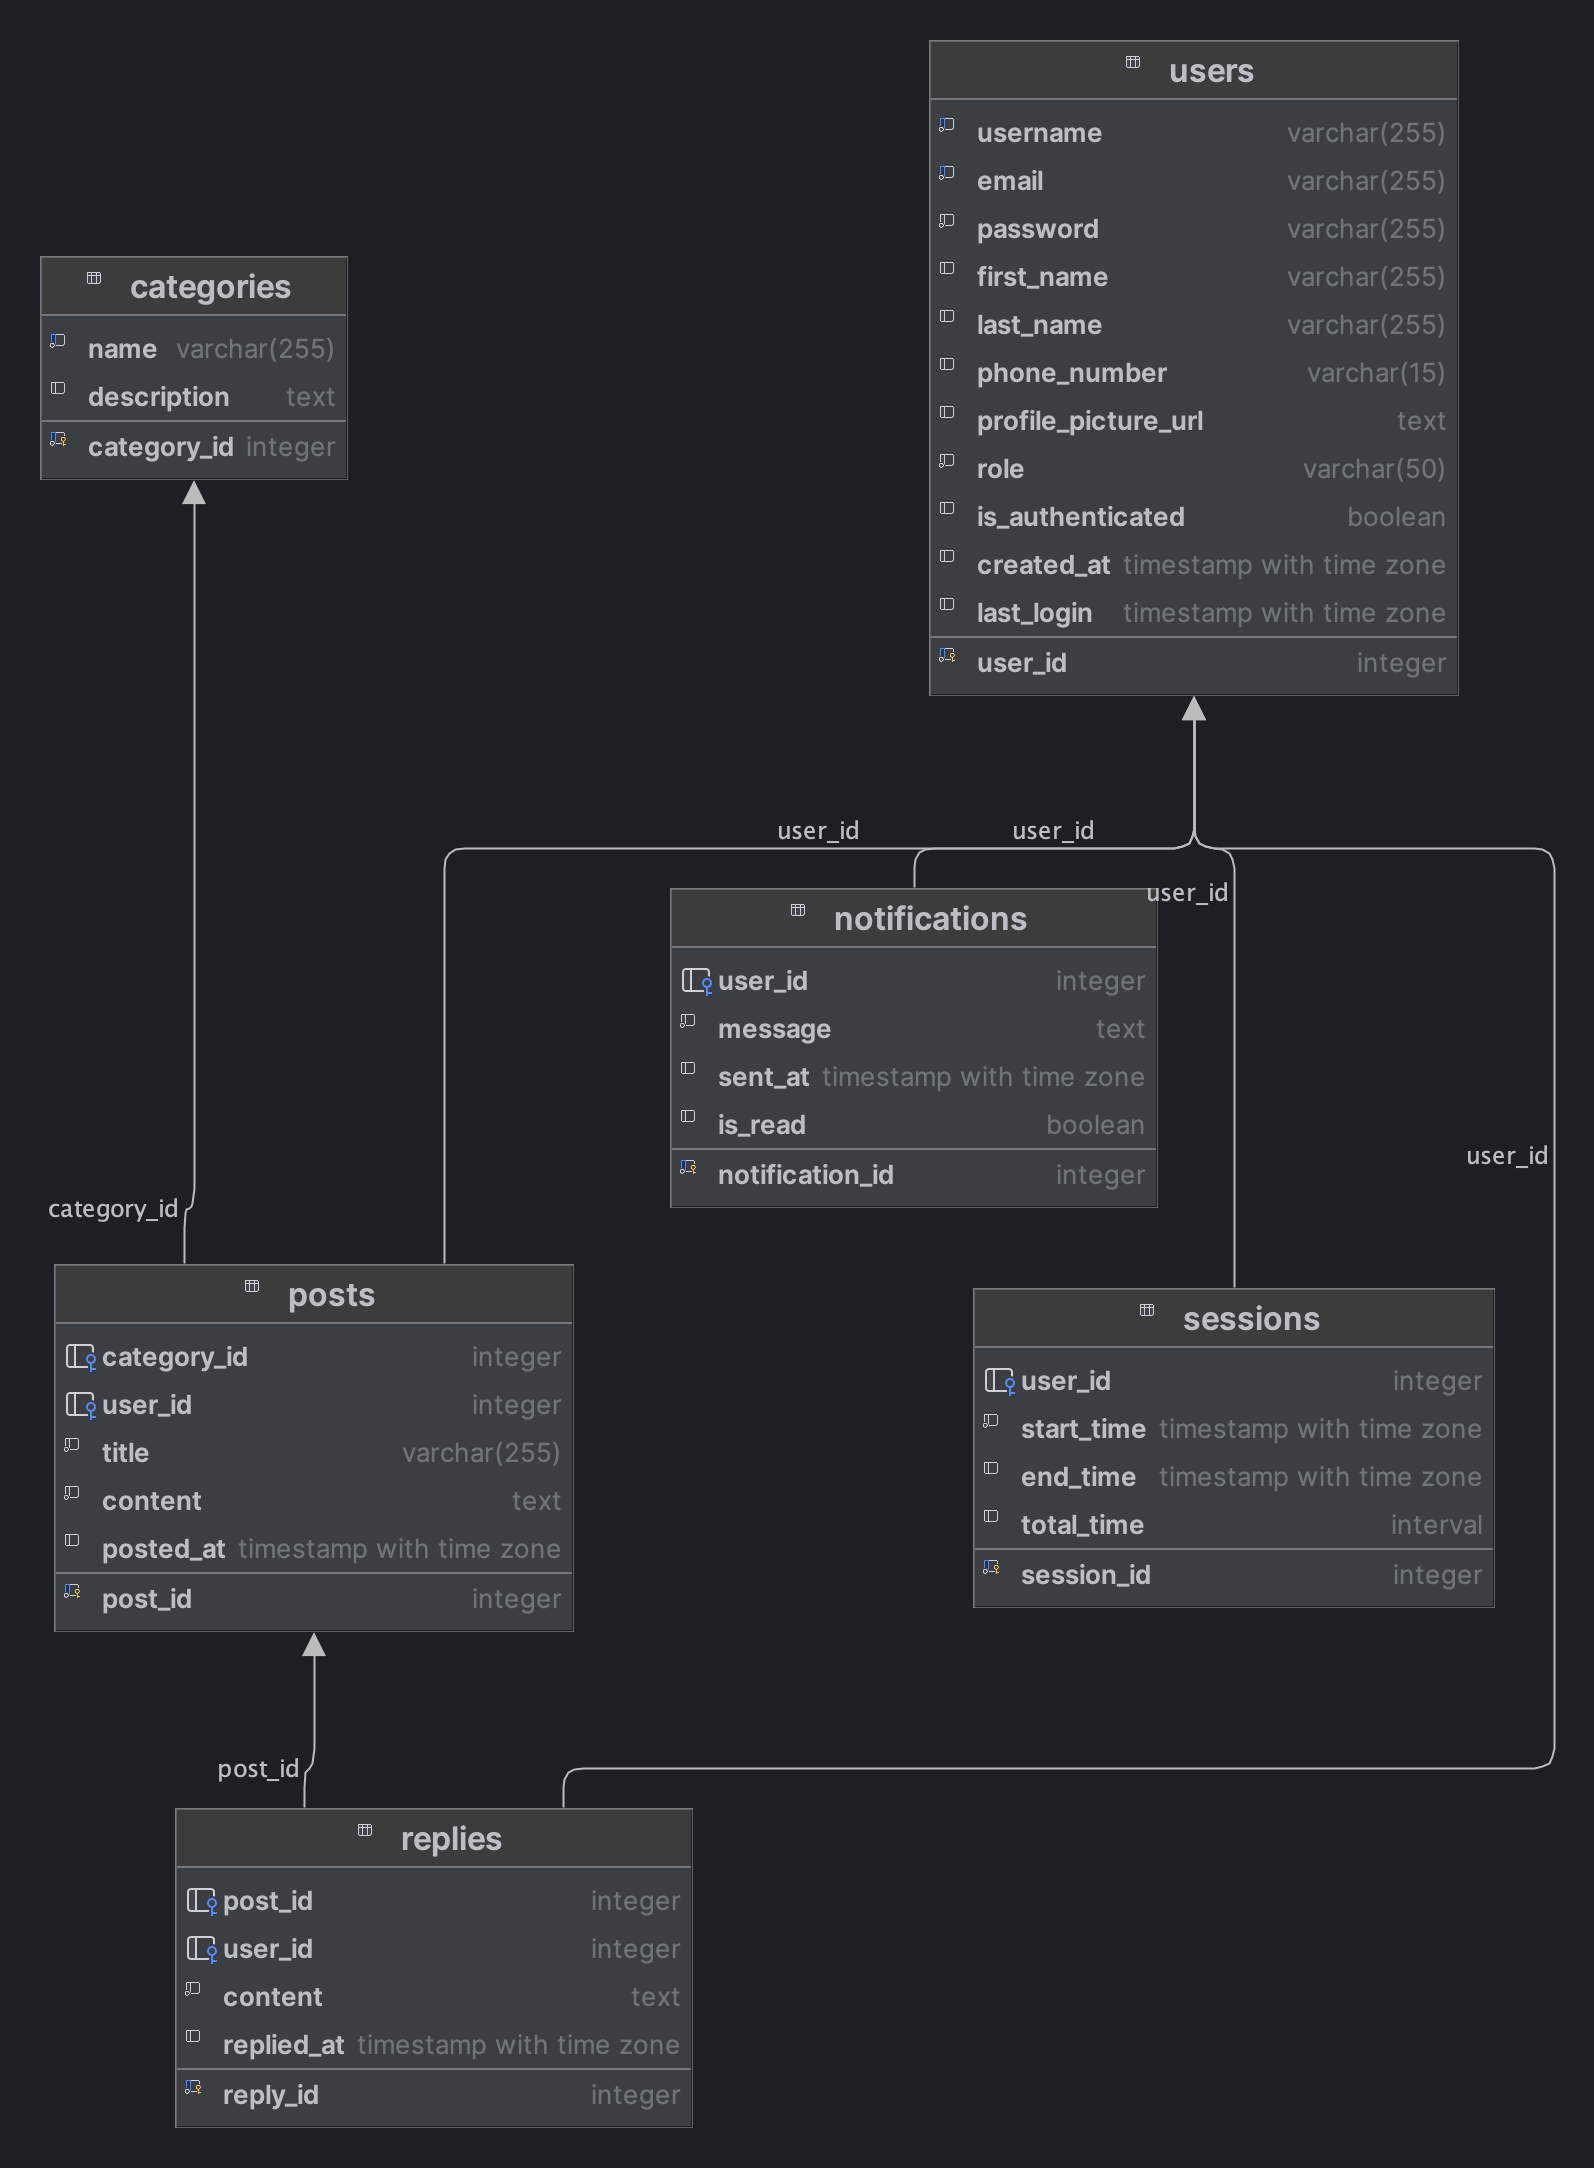 users
username varchar(255)
email varchar(255)
password varchar(255)
first_name varchar(255)
last_name varchar(255)
phone_number varchar(15)
profile_picture_url text
role varchar(50)
is_authenticated boolean
created_at timestamp with time zone
last_login timestamp with time zone
user_id integer
categories
name varchar(255)
description text
category_id integer
user_id
user_id
user_id
user_id
notifications
user_id integer
message text
sent_at timestamp with time zone
is_read boolean
notification_id integer
category_id
posts
category_id integer
user_id integer
title varchar(255)
content text
posted_at timestamp with time zone
post_id integer
sessions
user_id integer
start_time timestamp with time zone
end_time timestamp with time zone
total_time interval
session_id integer
post_id
replies
post_id integer
user_id integer
content text
replied_at timestamp with time zone
reply_id integer